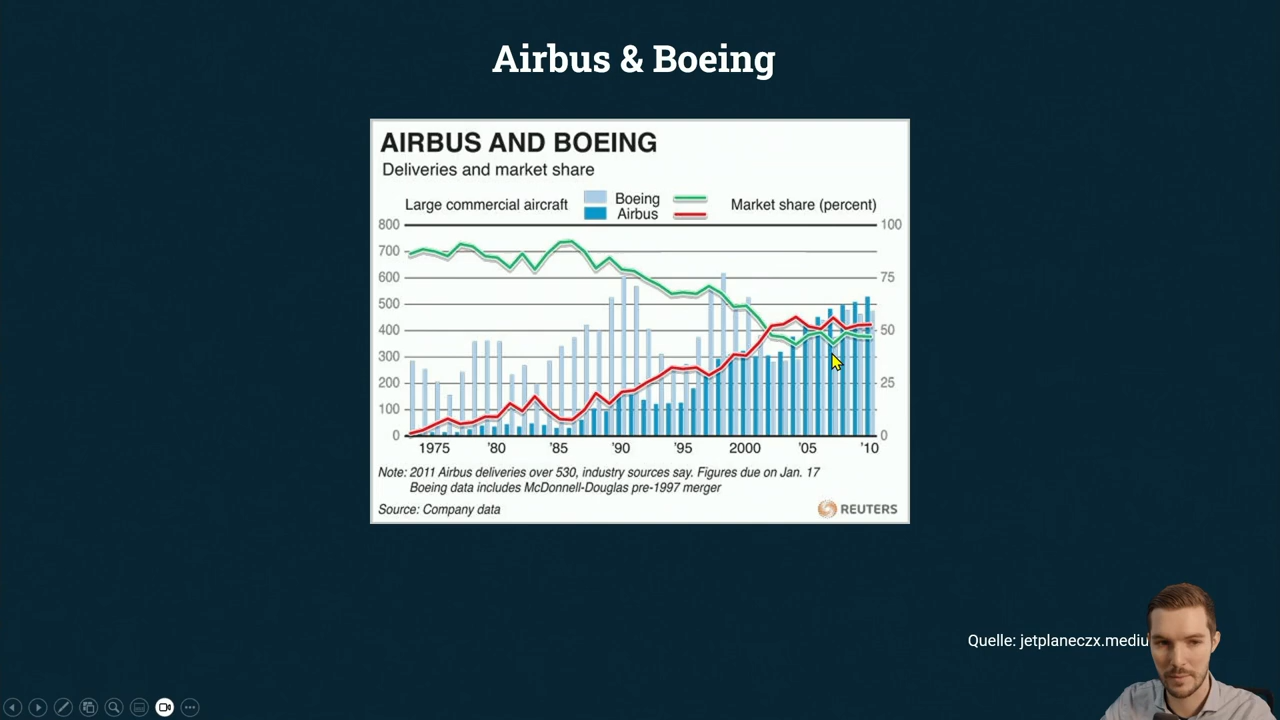 Airbus & Boeing
AIRBUS AND BOEING
Deliveries and market share
Large commercial aircraft
Boeing
Airbus
Market share (percent)
800
700
600
500
400
300
200
100
0
100
75
50
25
0
1975 '80 '85 '90 '95 2000 '05 '10
Note: 2011 Airbus deliveries over 530, industry sources say. Figures due on Jan. 17
Boeing data includes McDonnell-Douglas pre-1997 merger
Source: Company data
REUTERS
Quelle: jetplaneczx.mediu